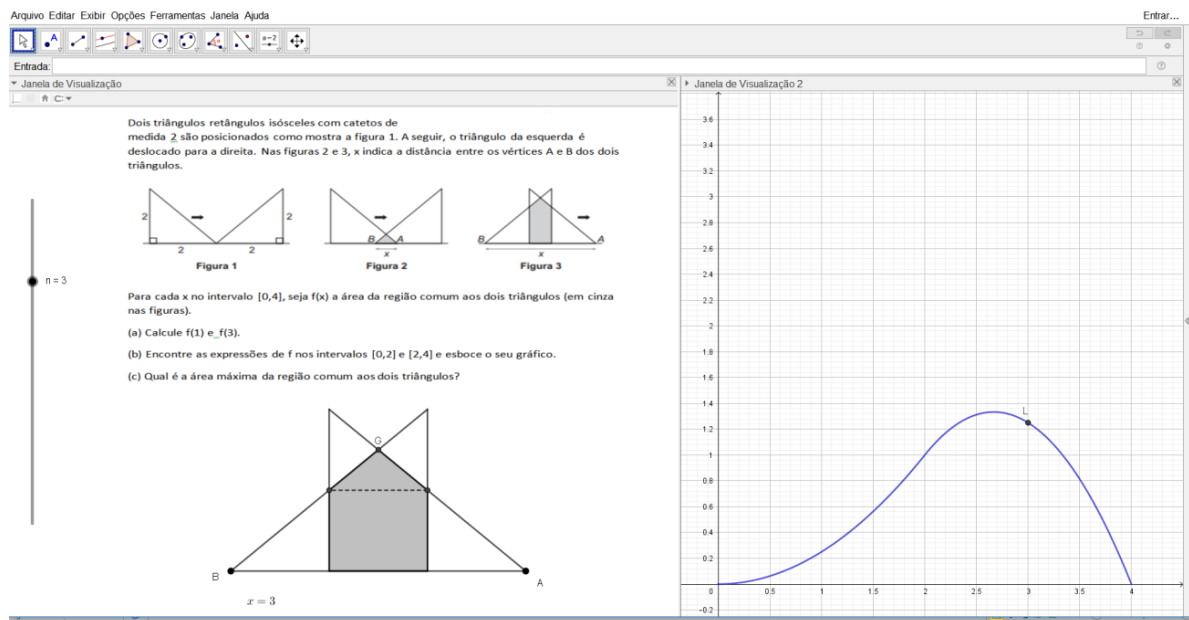 Arquivo Editar Exibir Opções Ferramentas Janela Ajuda
Entrar...
a=2
Entrada:
Janela de Visualização
Janela de Visualização 2
Dois triângulos retângulos isósceles com catetos de
medida 2 são posicionados como mostra a figura 1. A seguir, o triângulo da esquerda é
deslocado para a direita. Nas figuras 2 e 3, x indica a distância entre os vértices A e B dos dois
triângulos.
2 2
2 2
B A
x
B A
x
Figura 1 Figura 2 Figura 3
n = 3
Para cada x no intervalo [0,4], seja f(x) a área da região comum aos dois triângulos (em cinza
nas figuras).
(a) Calcule f(1) e f(3).
(b) Encontre as expressões de f nos intervalos [0,2] e [2,4] e esboce o seu gráfico.
(c) Qual é a área máxima da região comum aos dois triângulos?
G
B
A
x = 3
3.6
3.4
3.2
3
2.8
2.6
2.4
2.2
2
1.8
1.6
1.4
L
1.2
1
0.8
0.6
0.4
0.2
0 0.5 1 1.5 2 2.5 3 3.5 4
-0.2